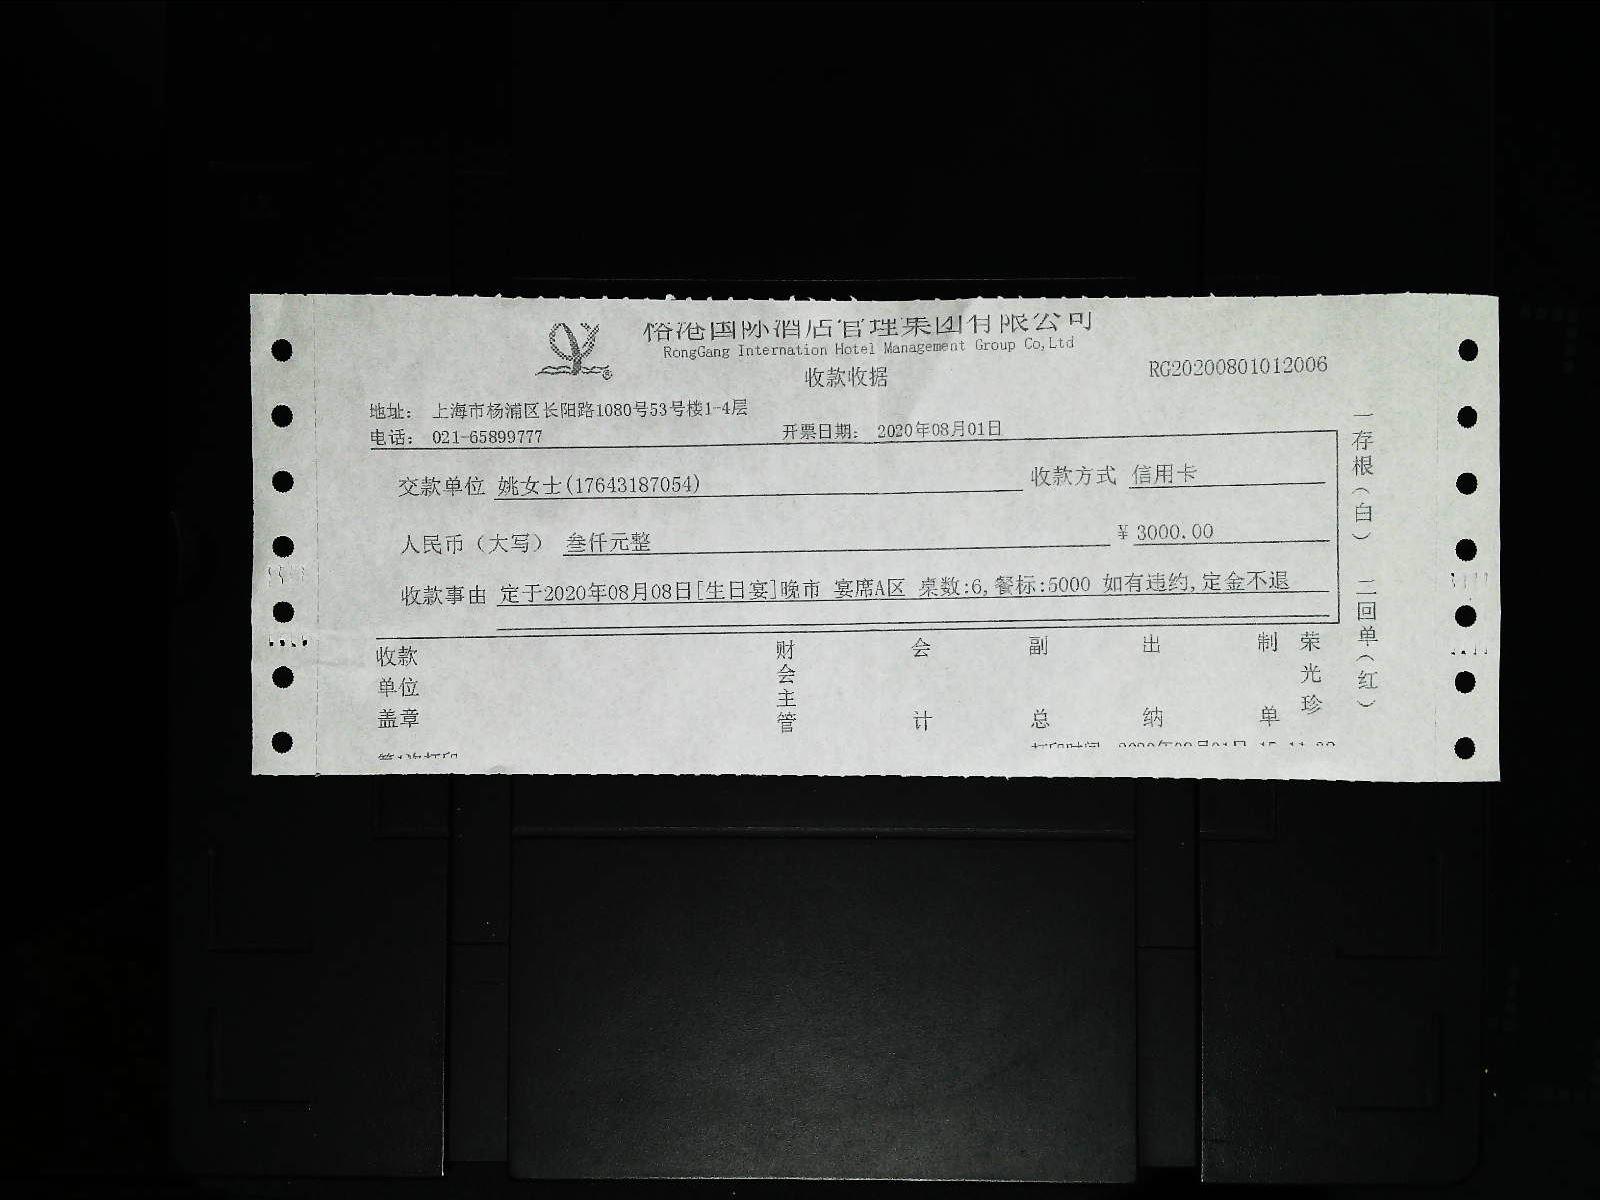 国际酒店管理集团有限公司
RongGang Internation Hotel Management Group Co,Ltd
收款收据
RG20200801012006
地址： 上海市杨浦区长阳路1080号53号楼1-4层
电话： 021-65899777
开票日期： 2020年08月01日
交款单位 姚女士(17643187054)
收款方式 信用卡
人民币（大写） 叁仟元整
¥ 3000.00
收款事由 定于2020年08月08日[生日宴]晚市 宴席A区 桌数:6,餐标:5000 如有违约,定金不退
收款单位盖章
财会主管
会计
副总
出纳
制单
荣光珍
一存根（白） 二回单（红）